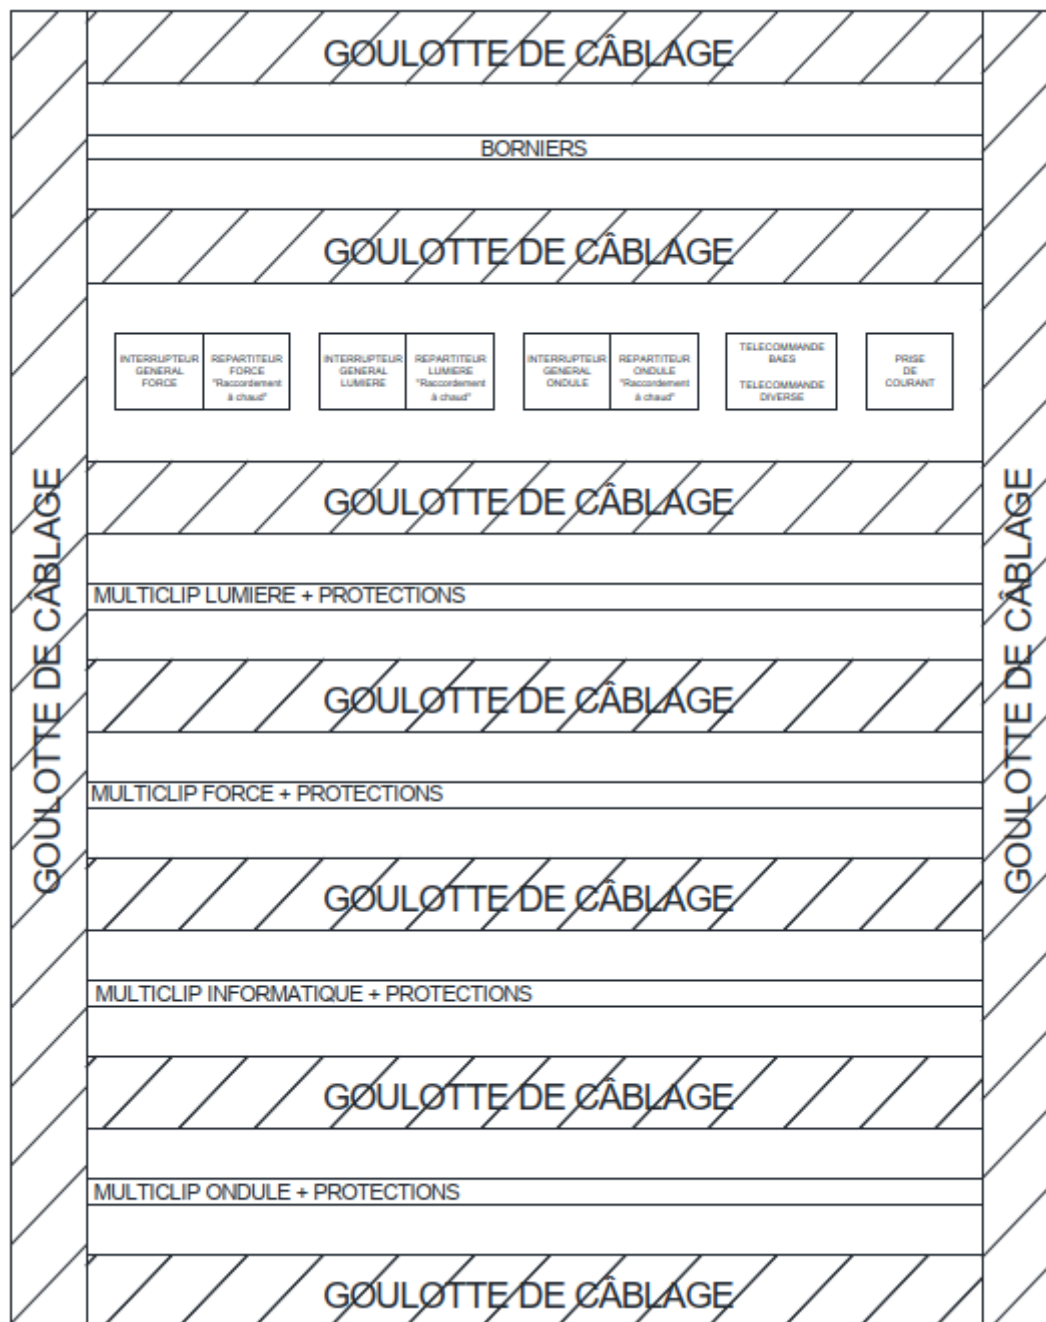 GOULOTTE DE CÂBLAGE
BORNIERS
GOULOTTE DE CÂBLAGE
INTERRUPTEUR
GENERAL
FORCE
REPARTITEUR
FORCE
"Raccordement
à chaud"
INTERRUPTEUR
GENERAL
LUMIERE
REPARTITEUR
LUMIERE
"Raccordement
à chaud"
INTERRUPTEUR
GENERAL
ONDULE
REPARTITEUR
ONDULE
"Raccordement
à chaud"
TELECOMMANDE
BAES
TELECOMMANDE
DIVERSE
PRISE
DE
COURANT
GOULOTTE DE CÂBLAGE
MULTICLIP LUMIERE + PROTECTIONS
GOULOTTE DE CÂBLAGE
MULTICLIP FORCE + PROTECTIONS
GOULOTTE DE CÂBLAGE
MULTICLIP INFORMATIQUE + PROTECTIONS
GOULOTTE DE CÂBLAGE
MULTICLIP ONDULE + PROTECTIONS
GOULOTTE DE CÂBLAGE
GOULOTTE DE CÂBLAGE
GOULOTTE DE CÂBLAGE